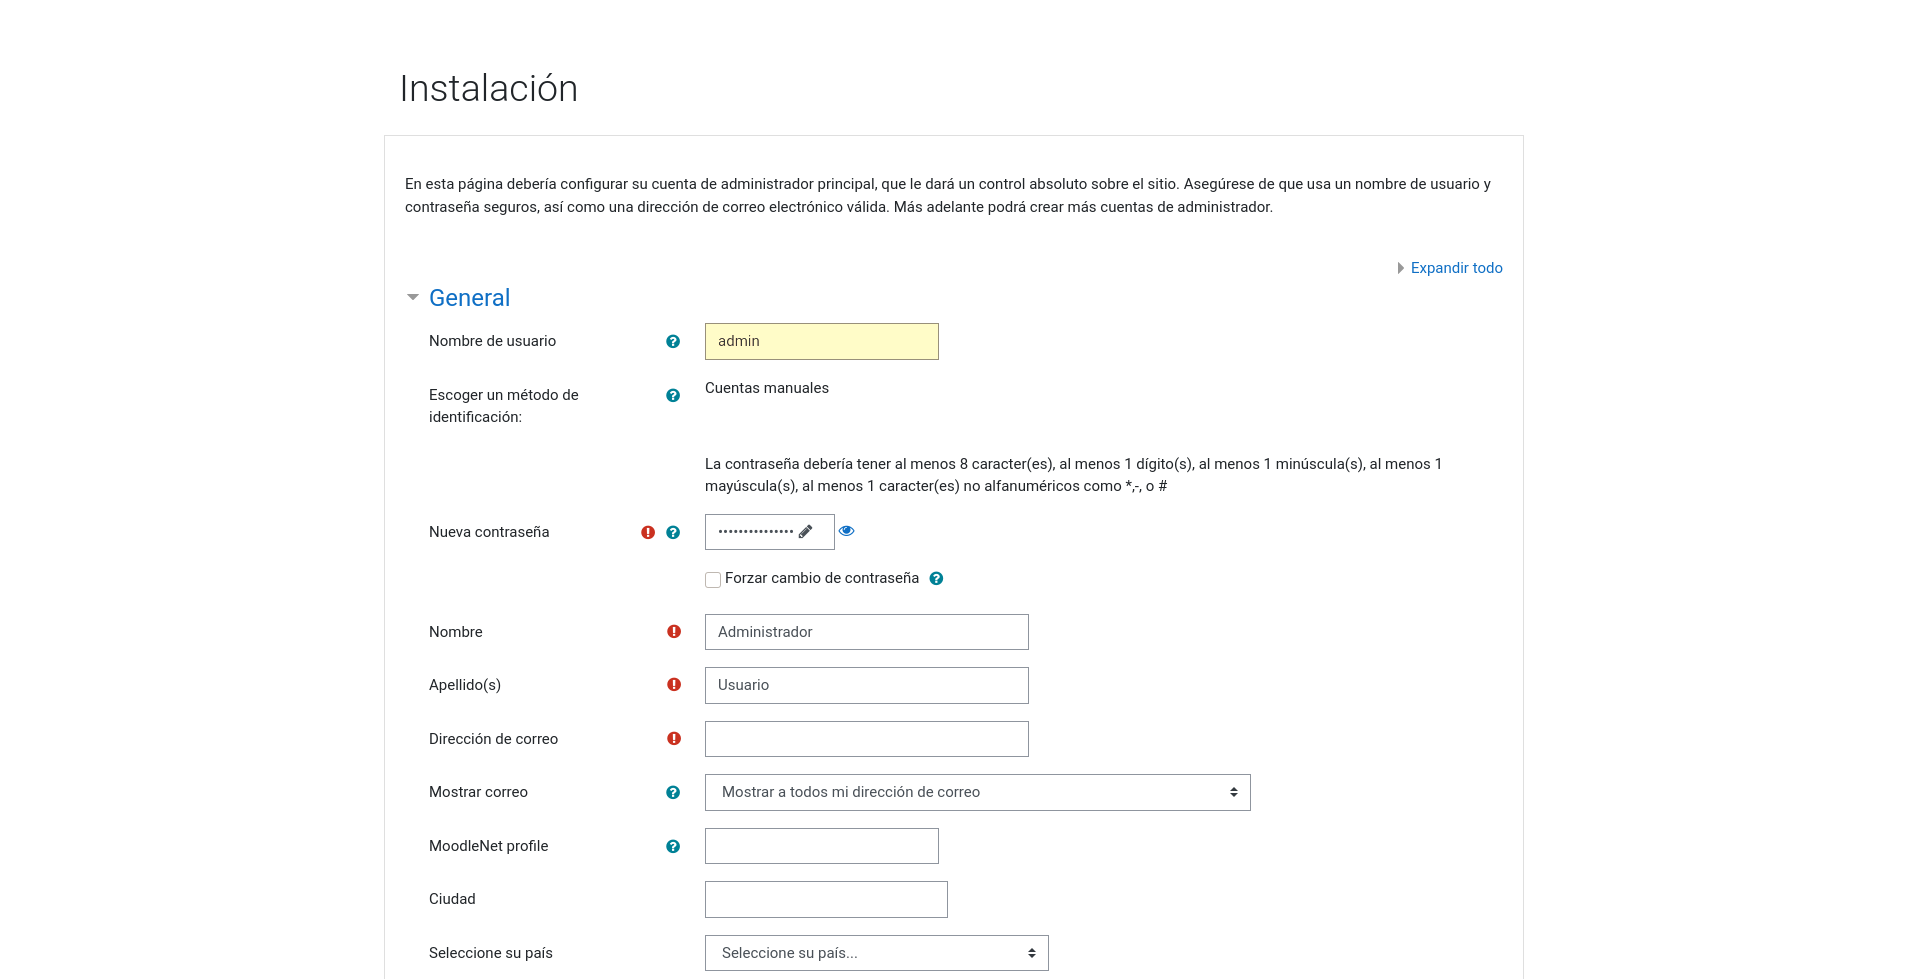 Instalación
En esta página debería configurar su cuenta de administrador principal, que le dará un control absoluto sobre el sitio. Asegúrese de que usa un nombre de usuario y
contraseña seguros, así como una dirección de correo electrónico válida. Más adelante podrá crear más cuentas de administrador.
Expandir todo
General
Nombre de usuario admin
Escoger un método de Cuentas manuales
identificación:
La contraseña debería tener al menos 8 caracter(es), al menos 1 dígito(s), al menos 1 minúscula(s), al menos 1
mayúscula(s), al menos 1 caracter(es) no alfanuméricos como *,-, o #
Nueva contraseña •••••••••••••••
Forzar cambio de contraseña
Nombre Administrador
Apellido(s) Usuario
Dirección de correo
Mostrar correo Mostrar a todos mi dirección de correo
MoodleNet profile
Ciudad
Seleccione su país Seleccione su país...